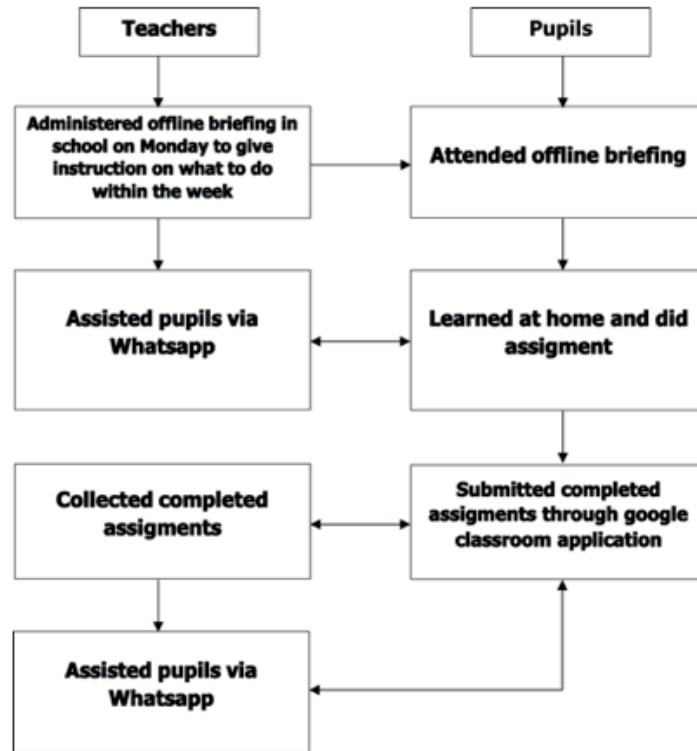 Teachers
Pupils
Administered offline briefing in
school on Monday to give
instruction on what to do
within the week
Attended offline briefing
Assisted pupils via
Whatsapp
Learned at home and did
assigment
Collected completed
assigments
Submitted completed
assigments through google
classroom application
Assisted pupils via
Whatsapp